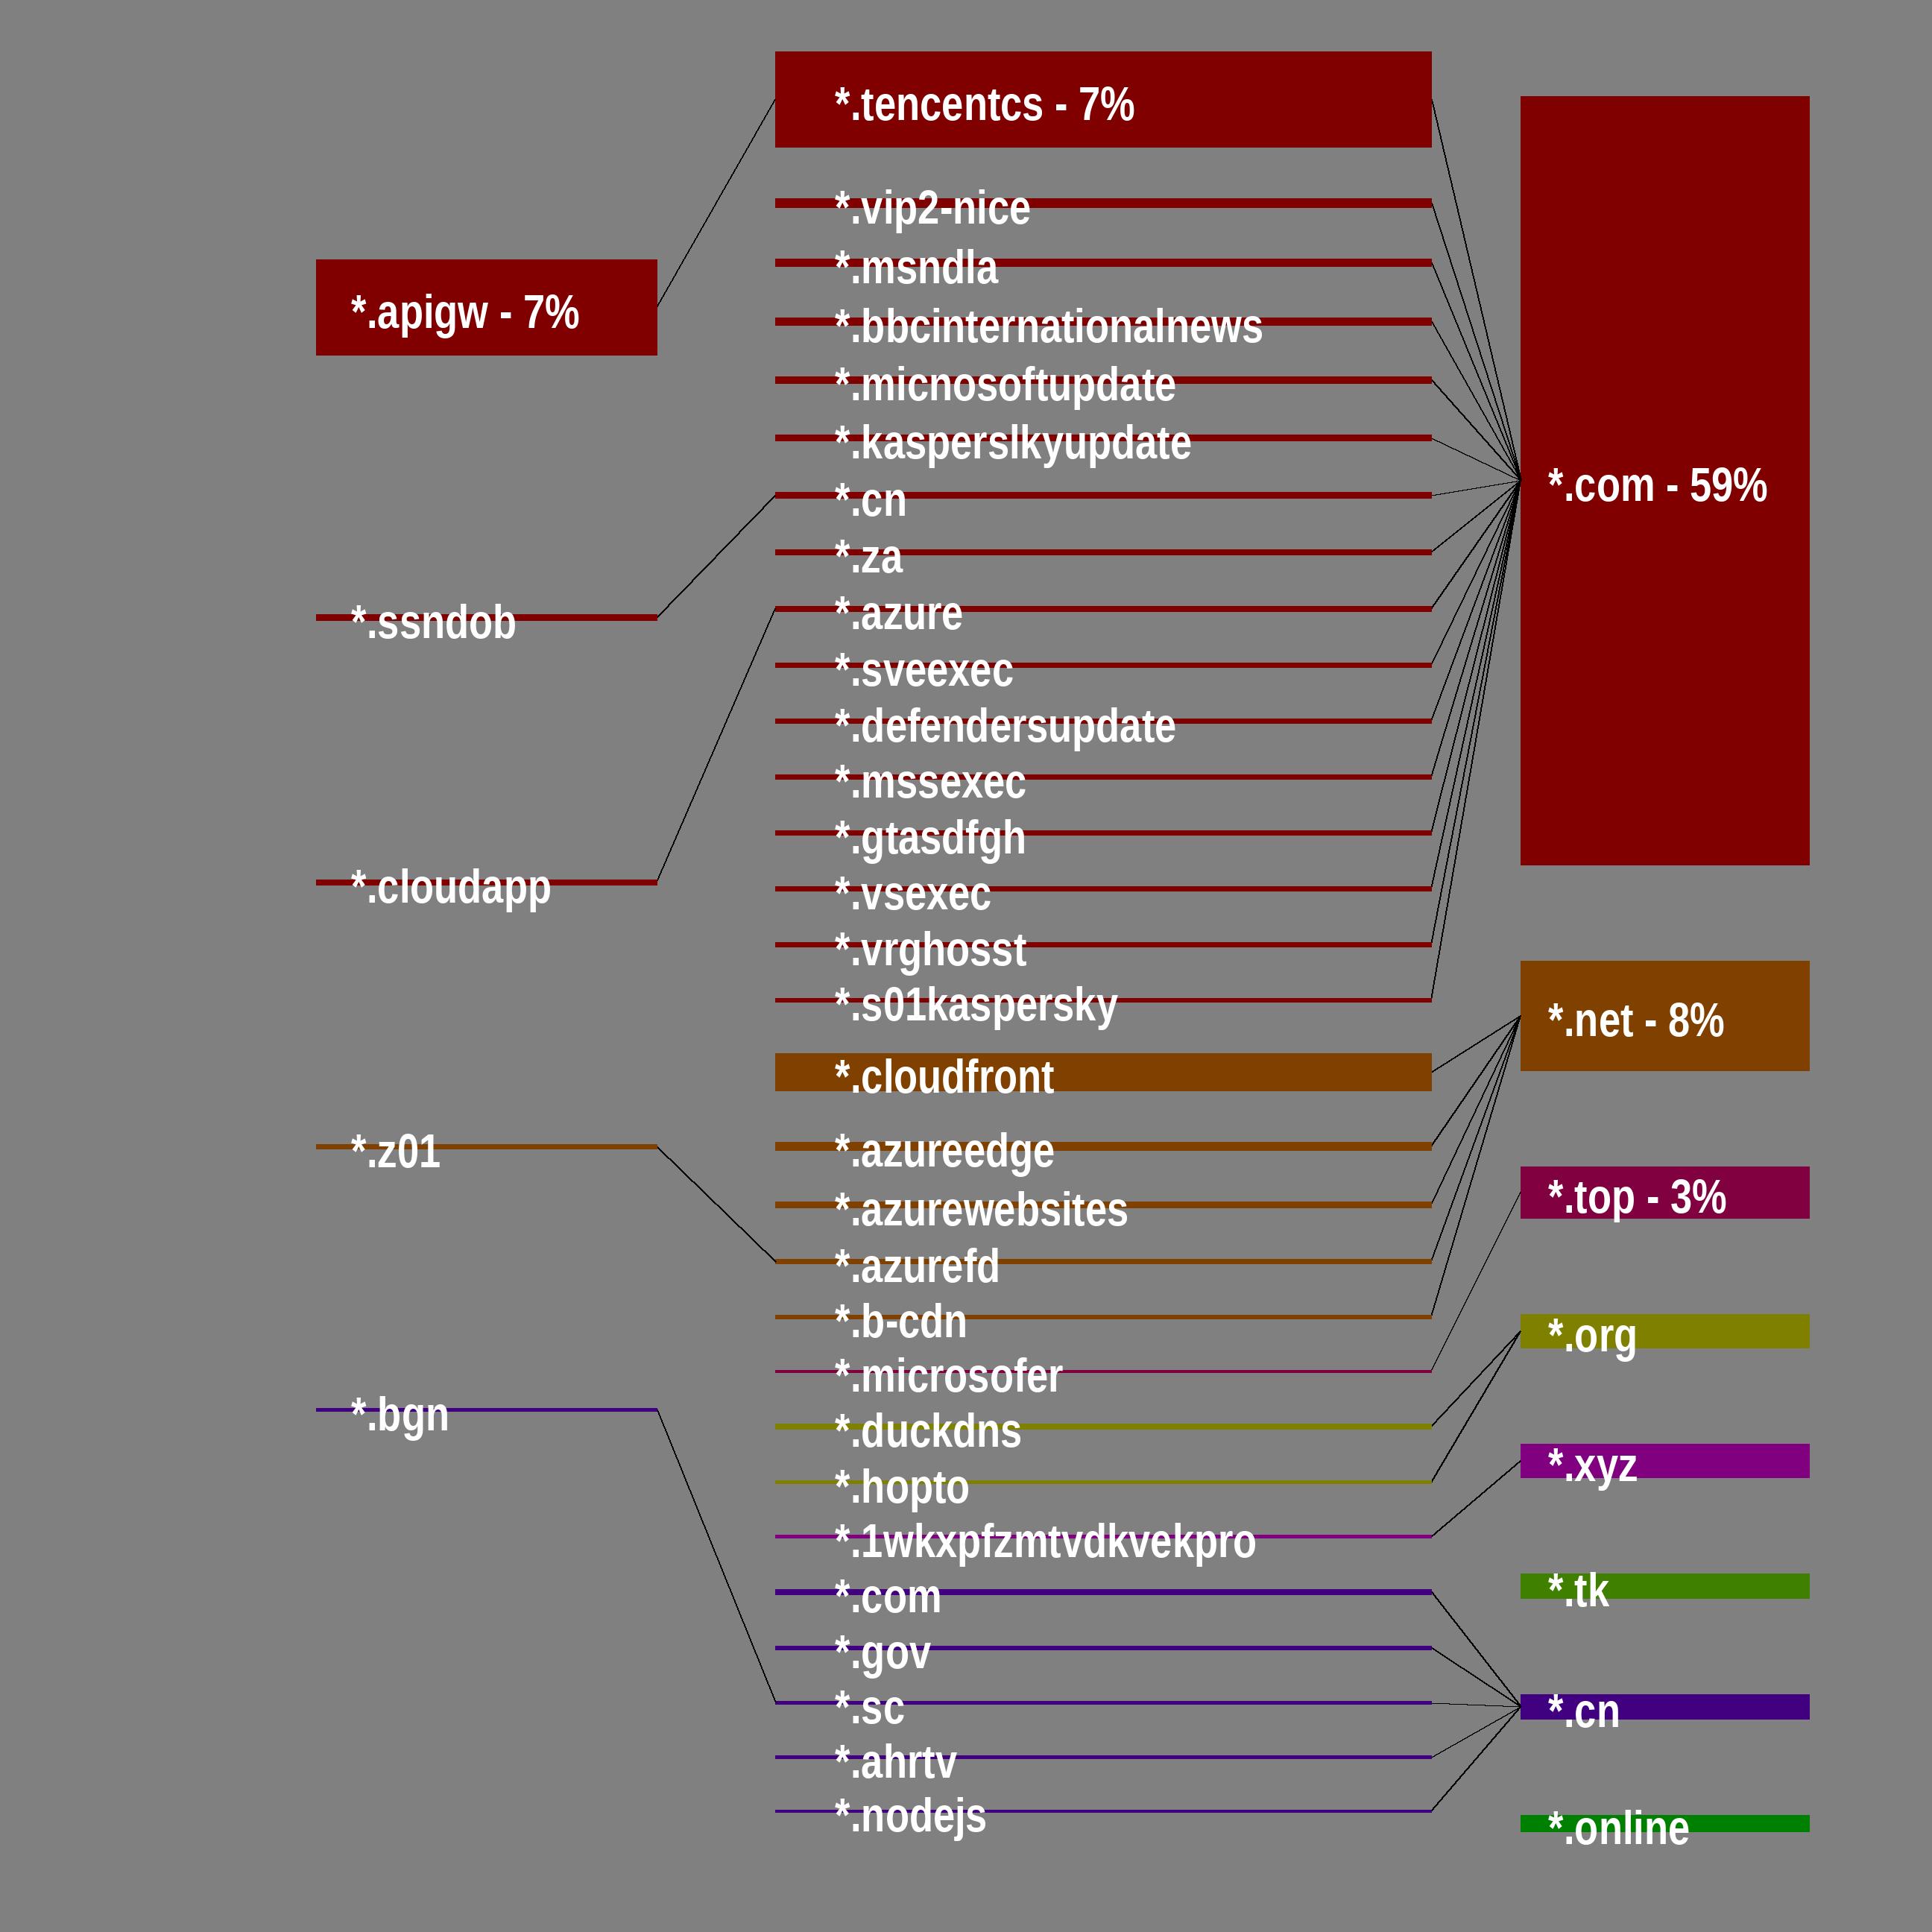 *.apigw - 7%
*.ssndob
*.cloudapp
*.z01
*.bgn
*.tencentcs - 7%
*.vip2-nice
*.msndla
*.bbcinternationalnews
*.micnosoftupdate
*.kasperslkyupdate
*.cn
*.za
*.azure
*.sveexec
*.defendersupdate
*.mssexec
*.gtasdfgh
*.vsexec
*.vrghosst
*.s01kaspersky
*.cloudfront
*.azureedge
*.azurewebsites
*.azurefd
*.b-cdn
*.microsofer
*.duckdns
*.hopto
*.1wkxpfzmtvdkvekpro
*.com
*.gov
*.sc
*.ahrtv
*.nodejs
*.com - 59%
*.net - 8%
*.top - 3%
*.org
*.xyz
*.tk
*.cn
*.online